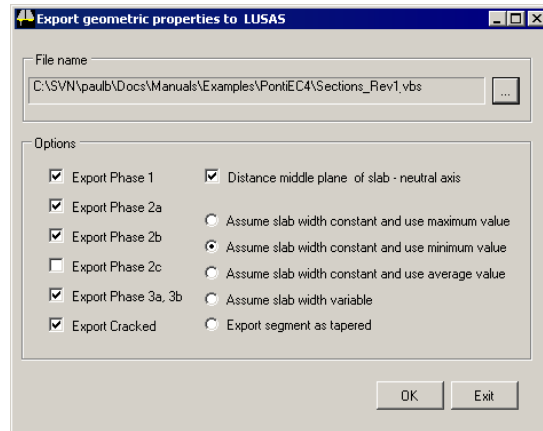 Export geometric properties to LUSAS
File name
C:\SVN\paulb\Docs\Manuals\Examples\PontiEC4\Sections_Rev1.vbs
...
Options
Export Phase 1
Distance middle plane of slab - neutral axis
Export Phase 2a
Assume slab width constant and use maximum value
Export Phase 2b
Assume slab width constant and use minimum value
Export Phase 2c
Assume slab width constant and use average value
Export Phase 3a, 3b
Assume slab width variable
Export Cracked
Export segment as tapered
OK
Exit